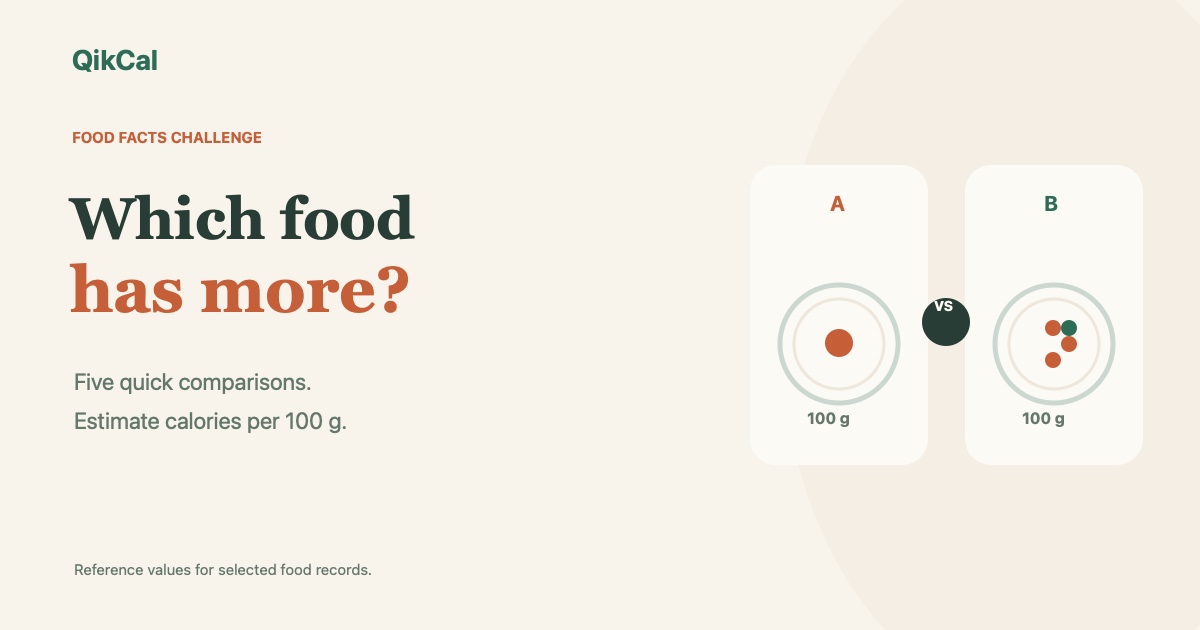 QikCal
FOOD FACTS CHALLENGE
Which food
has more?
Five quick comparisons.
Estimate calories per 100 g.
A
B
VS
100 g
100 g
Reference values for selected food records.